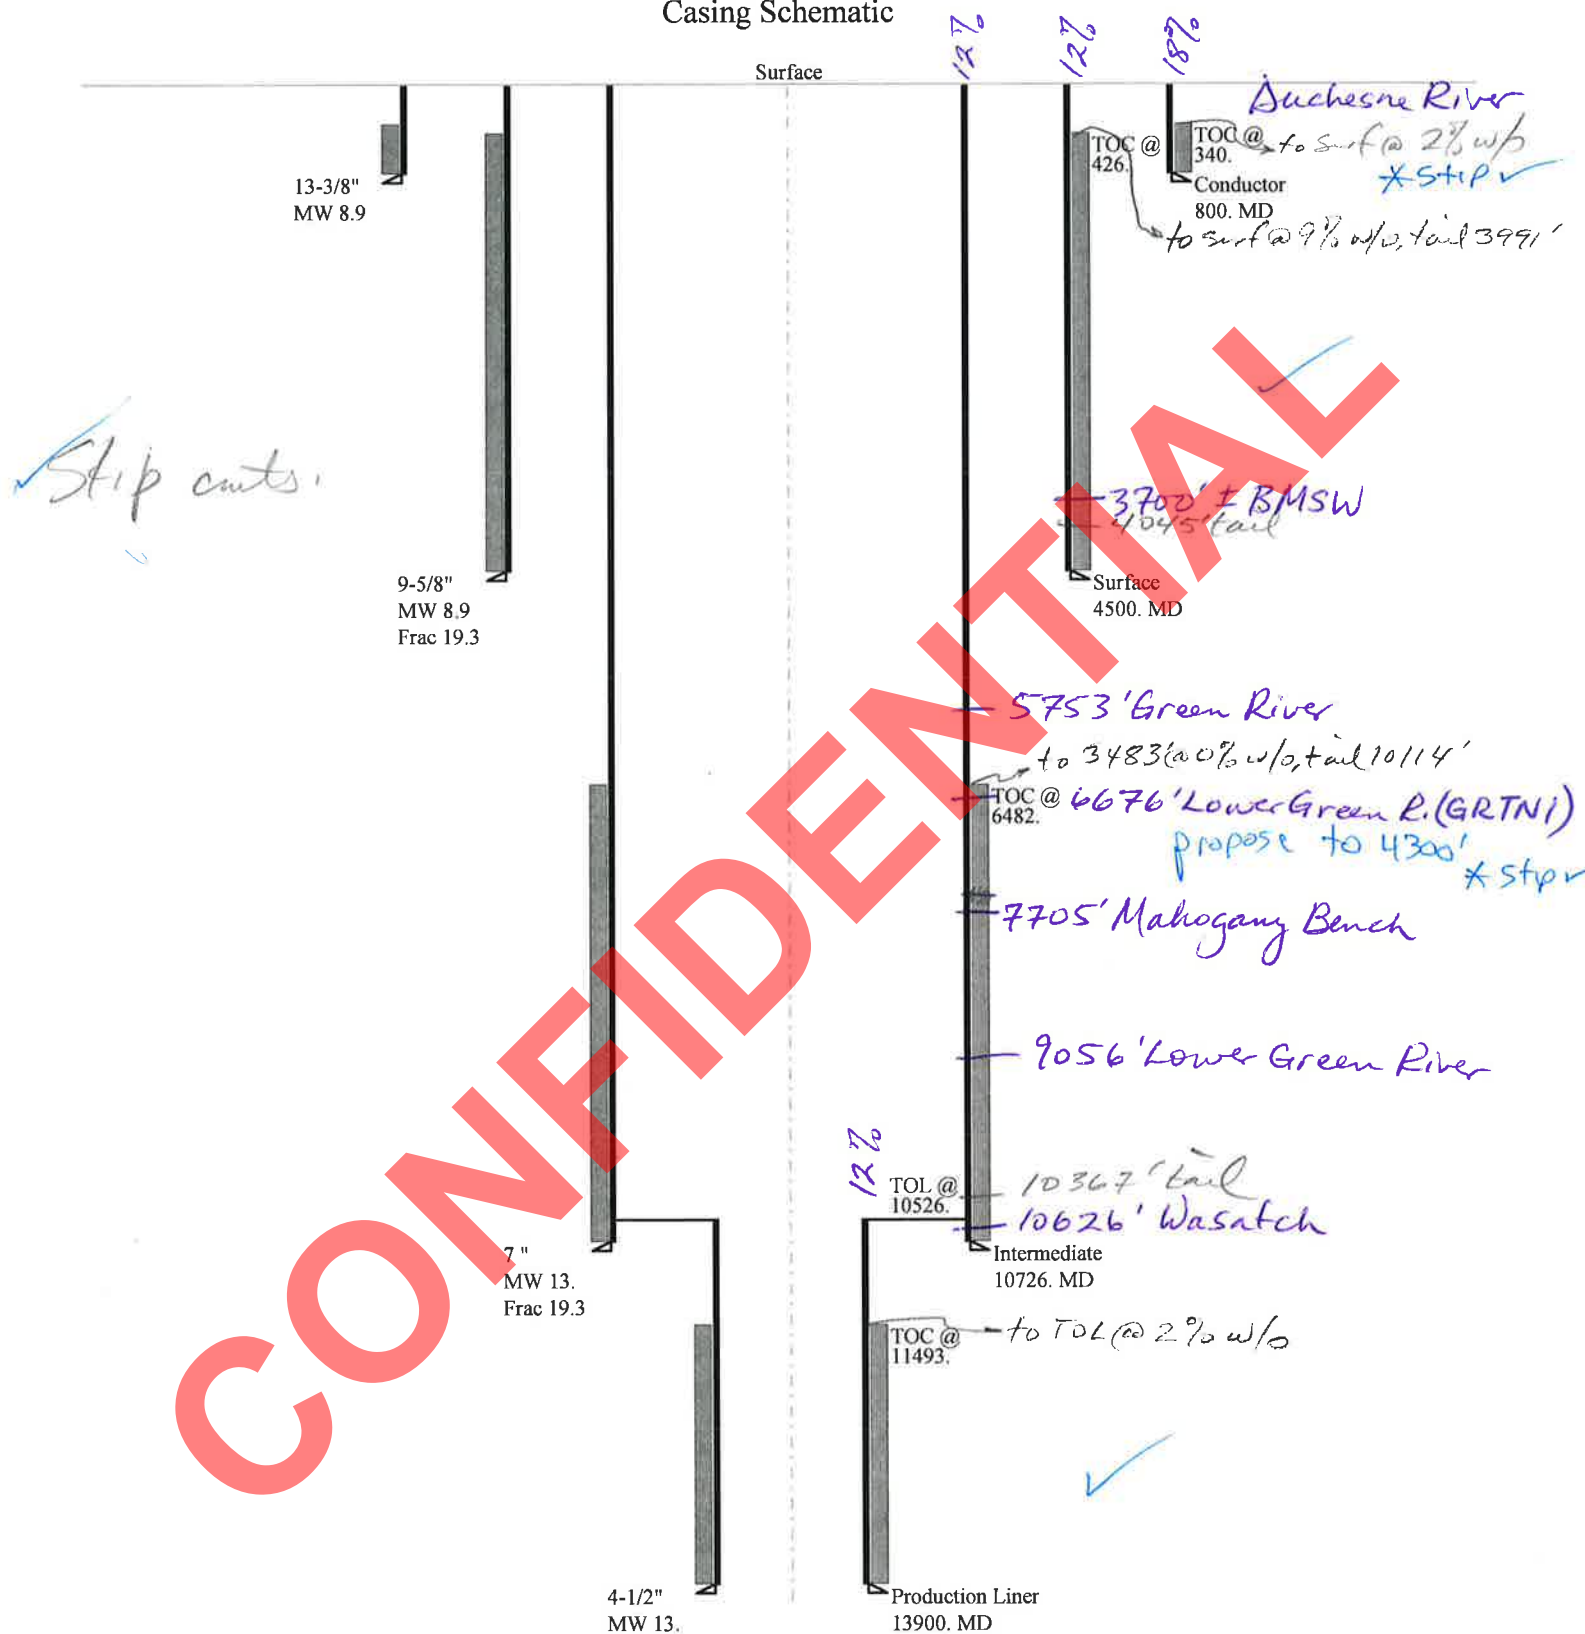 Casing Schematic
12%
12%
18%
Surface
Duchesne River
TOC @
340.
to surf @ 2% w/o
*Stip ✓
TOC @
426.
13-3/8"
MW 8.9
Conductor
800. MD
to surf @ 9% w/o, tail 3991'
✓Stip cmts.
3700' ± BMSW
4045' tail
9-5/8"
MW 8.9
Frac 19.3
Surface
4500. MD
5753' Green River
to 3483' @ 0% w/o, tail 10114'
TOC @
6482.
6676' Lower Green R. (GRTN1)
propose to 4300'
* stip ✓
7705' Mahogany Bench
9056' Lower Green River
12%
TOL @
10526.
10367' tail
10626' Wasatch
7 "
MW 13.
Frac 19.3
Intermediate
10726. MD
TOC @
11493.
to TOL @ 2% w/o
4-1/2"
MW 13.
Production Liner
13900. MD
CONFIDENTIAL